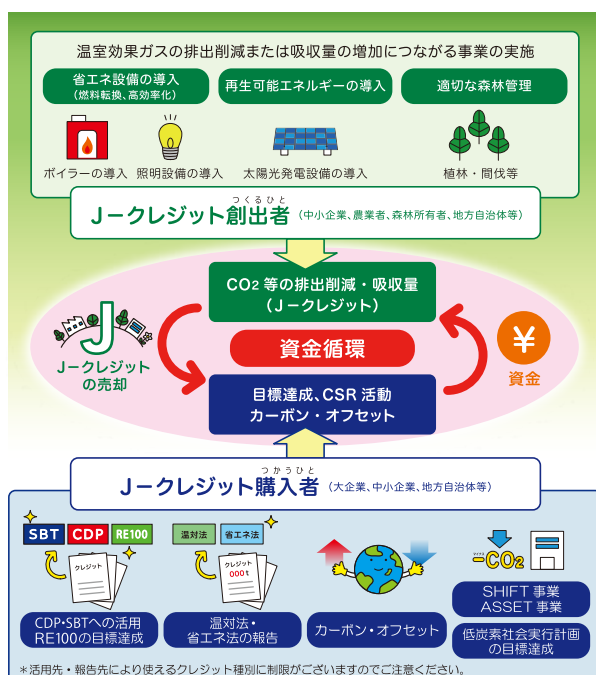 温室効果ガスの排出削減または吸収量の増加につながる事業の実施
省エネ設備の導入
(燃料転換、高効率化)
再生可能エネルギーの導入
適切な森林管理
ボイラーの導入
照明設備の導入
太陽光発電設備の導入
植林・間伐等
つくるひと
J-クレジット創出者
(中小企業、農業者、森林所有者、地方自治体等)
CO2 等の排出削減・吸収量
(J-クレジット)
J
J-クレジット
の売却
資金循環
¥
資金
目標達成、CSR 活動
カーボン・オフセット
つかうひと
J-クレジット購入者
(大企業、中小企業、地方自治体等)
SBT
CDP
RE100
クレジット
温対法
省エネ法
クレジット
000t
マイナス
-CO2
CDP・SBTへの活用
RE100の目標達成
温対法・
省エネ法の報告
カーボン・オフセット
SHIFT 事業
ASSET 事業
低炭素社会実行計画
の目標達成
*活用先・報告先により使えるクレジット種別に制限がございますのでご注意ください。